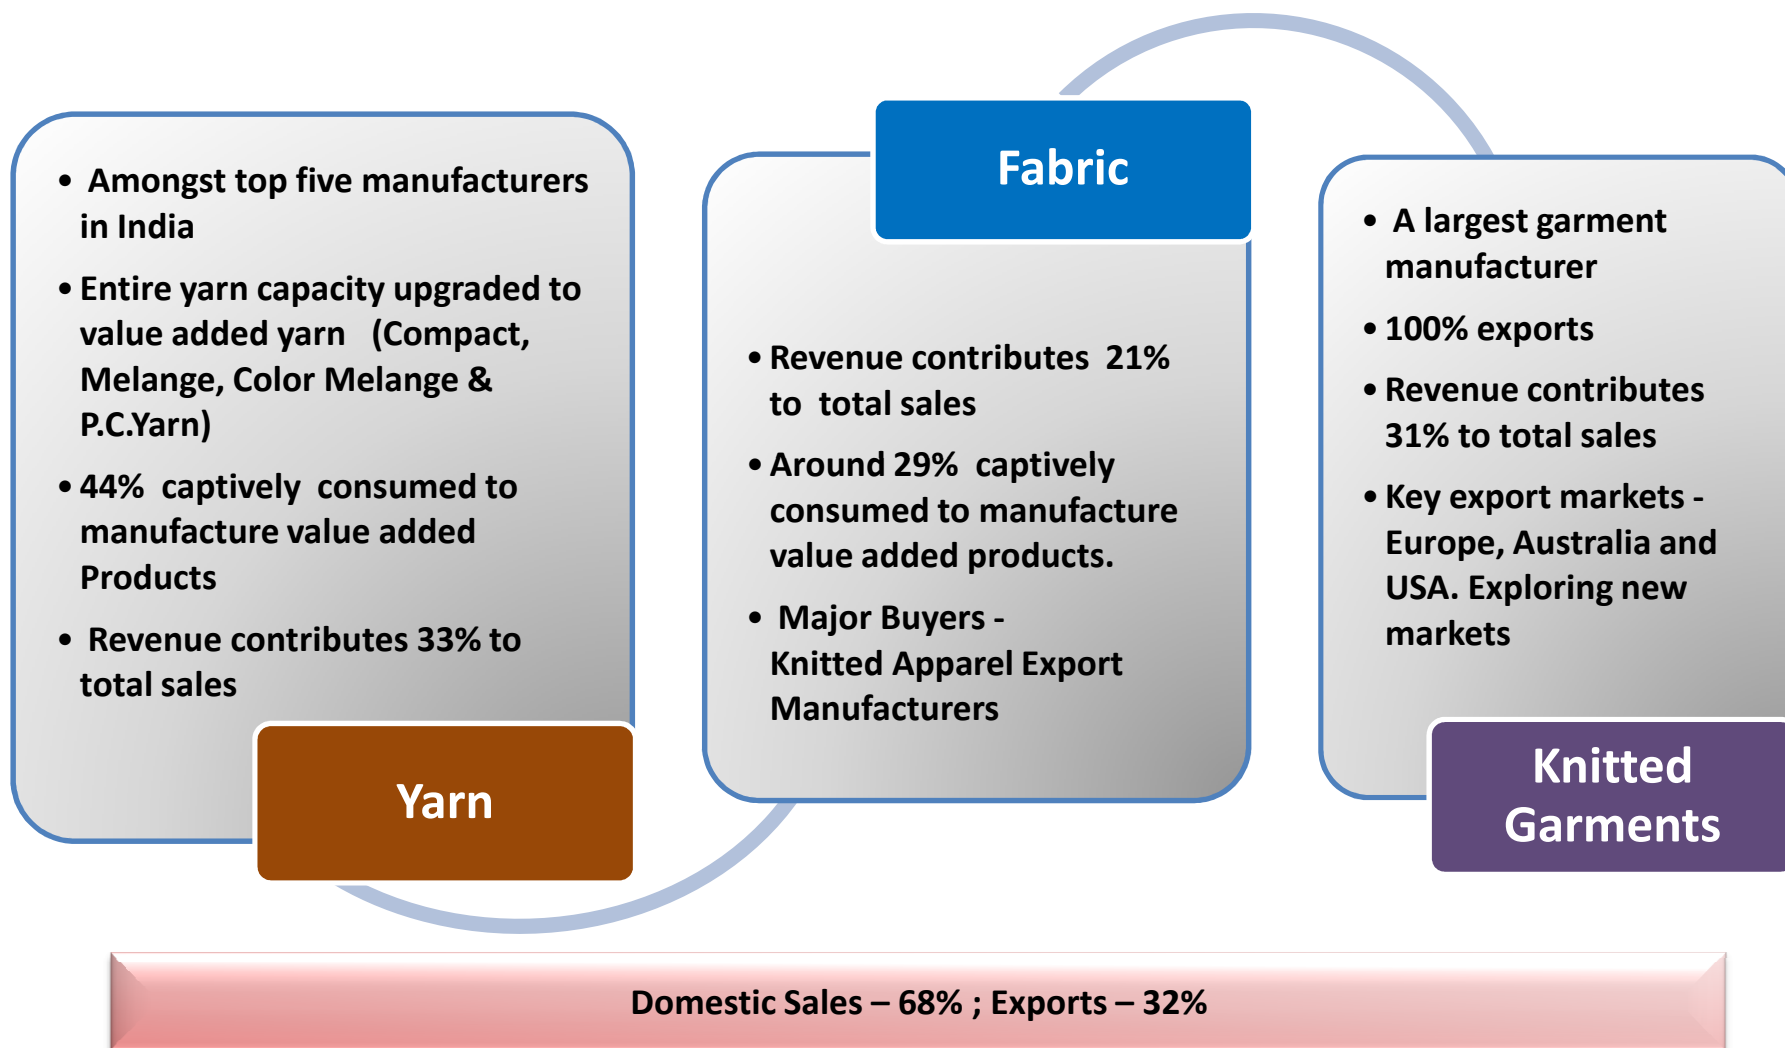 • Amongst top five manufacturers
in India
• Entire yarn capacity upgraded to
value added yarn (Compact,
Melange, Color Melange &
P.C.Yarn)
• 44% captively consumed to
manufacture value added
Products
• Revenue contributes 33% to
total sales
Yarn
Fabric
• Revenue contributes 21%
to total sales
• Around 29% captively
consumed to manufacture
value added products.
• Major Buyers -
Knitted Apparel Export
Manufacturers
• A largest garment
manufacturer
• 100% exports
• Revenue contributes
31% to total sales
• Key export markets -
Europe, Australia and
USA. Exploring new
markets
Knitted
Garments
Domestic Sales – 68% ; Exports – 32%